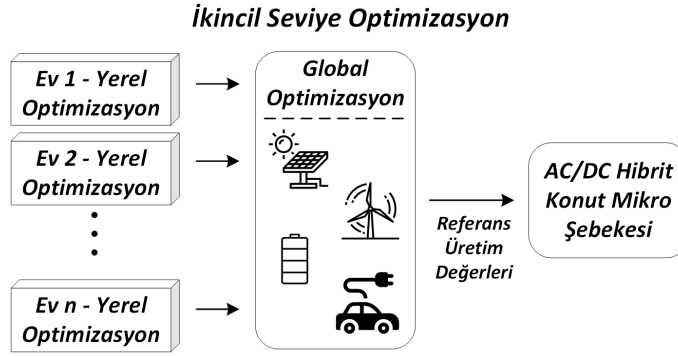 İkincil Seviye Optimizasyon
Ev 1 - Yerel
Optimizasyon
Ev 2 - Yerel
Optimizasyon
Ev n - Yerel
Optimizasyon
Global
Optimizasyon
Referans
Üretim
Değerleri
AC/DC Hibrit
Konut Mikro
Şebekesi